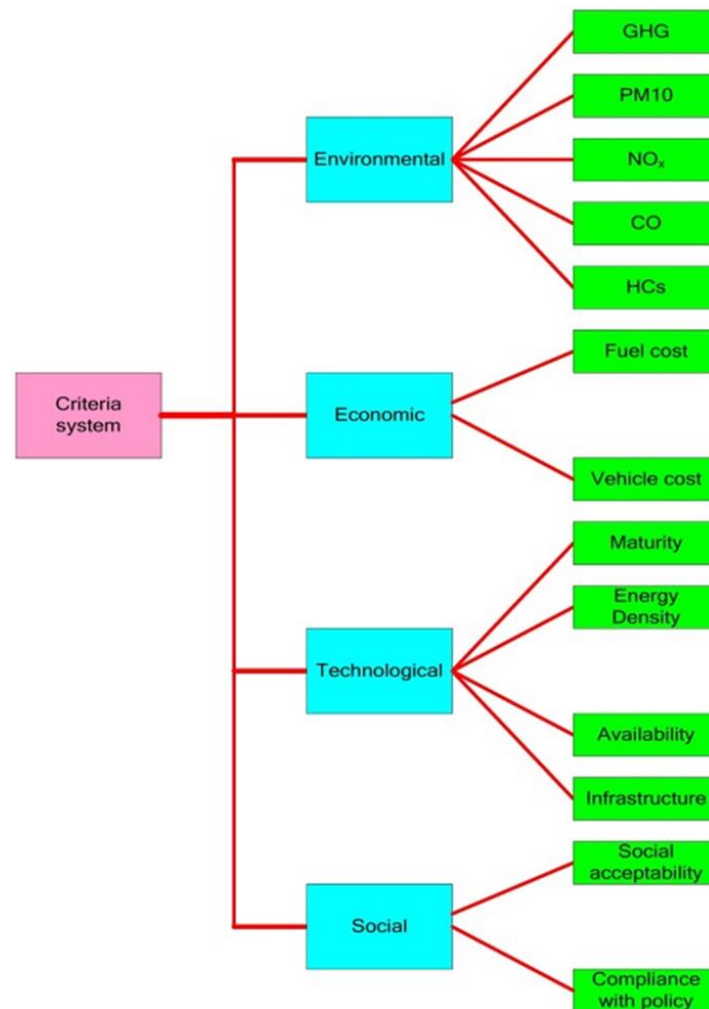 GHG
PM10
Environmental
NOₓ
CO
HCs
Fuel cost
Criteria
system
Economic
Vehicle cost
Maturity
Energy
Density
Technological
Availability
Infrastructure
Social
acceptability
Social
Compliance
with policy